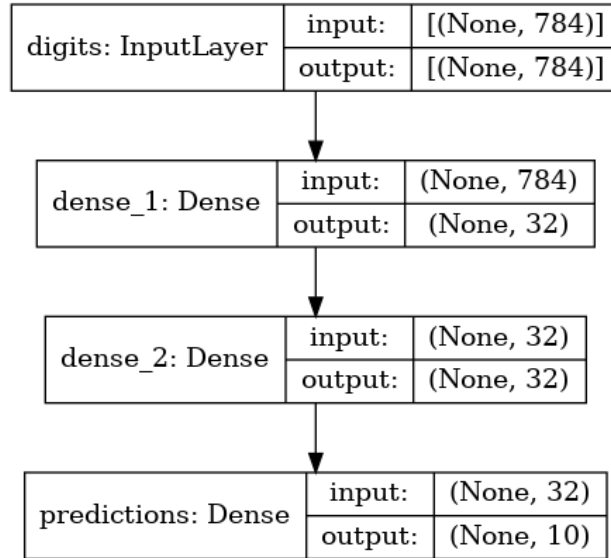 digits: InputLayer
input: [(None, 784)]
output: [(None, 784)]
dense_1: Dense
input: (None, 784)
output: (None, 32)
dense_2: Dense
input: (None, 32)
output: (None, 32)
predictions: Dense
input: (None, 32)
output: (None, 10)